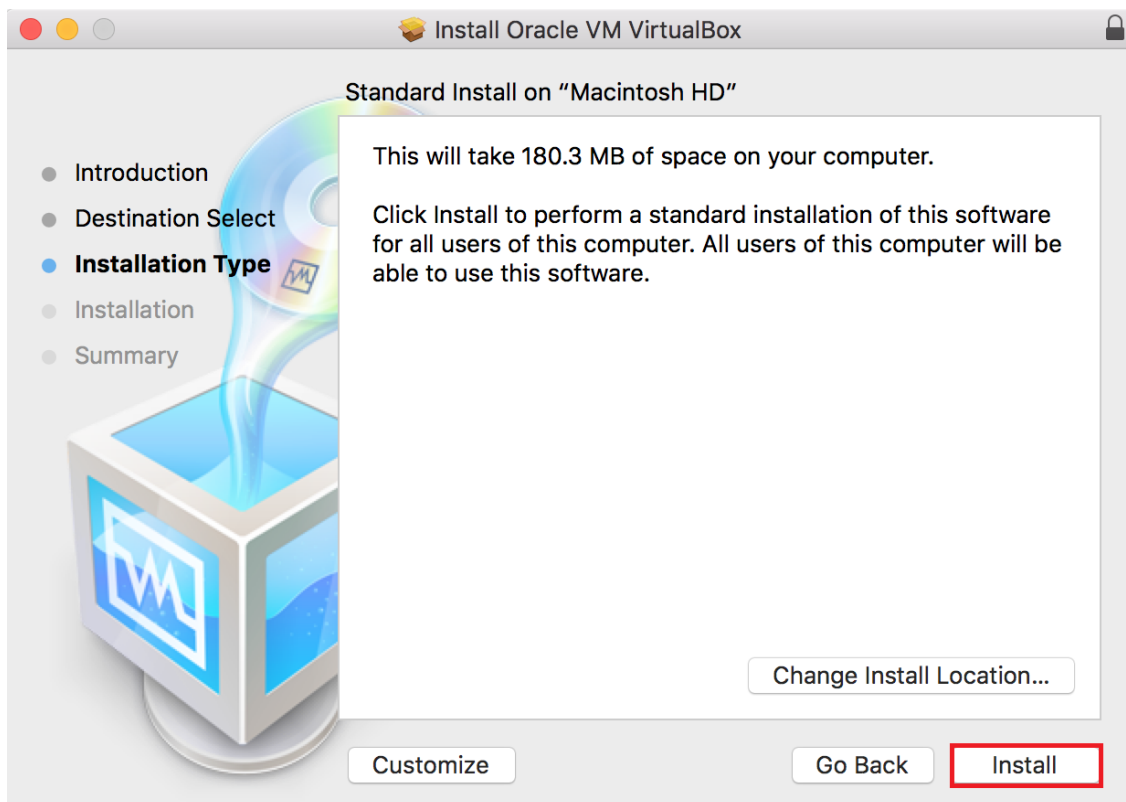 Install Oracle VM VirtualBox
Standard Install on “Macintosh HD”
Introduction
Destination Select
Installation Type
Installation
Summary
This will take 180.3 MB of space on your computer.
Click Install to perform a standard installation of this software
for all users of this computer. All users of this computer will be
able to use this software.
Change Install Location...
Customize
Go Back
Install